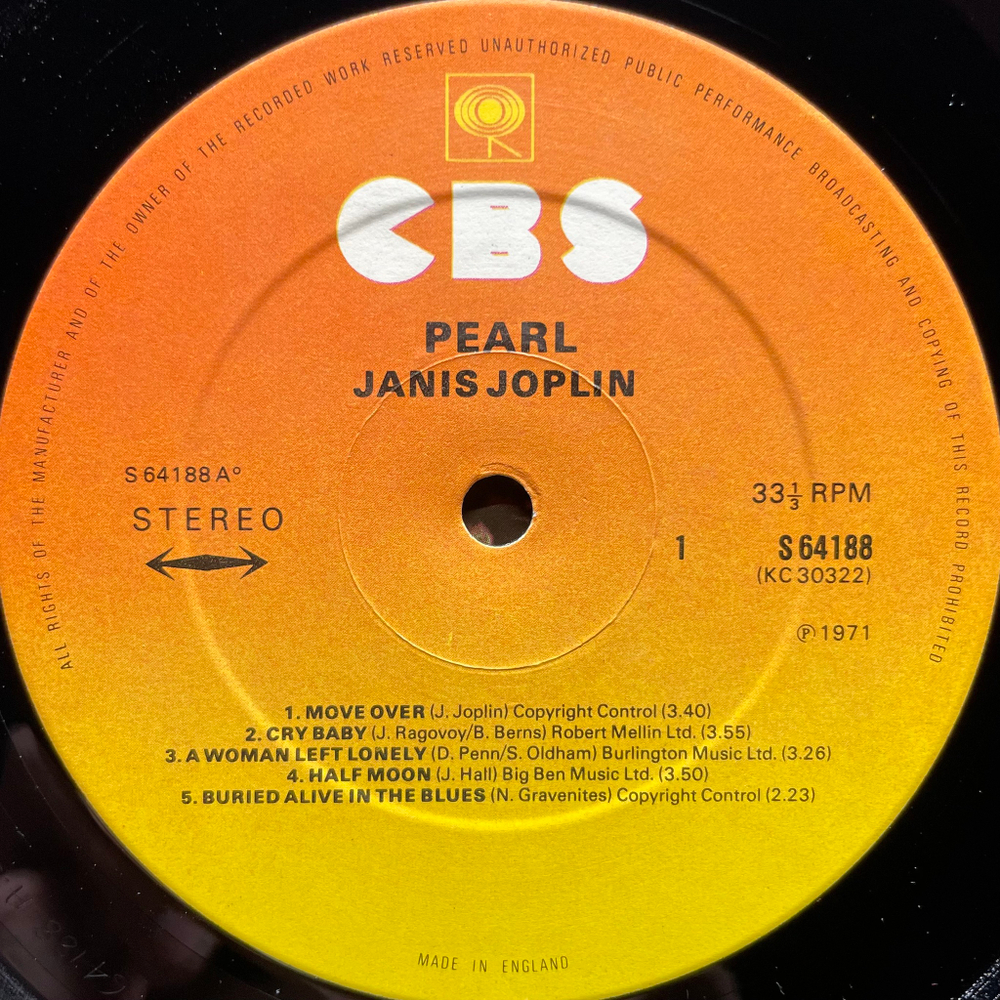 ALL RIGHTS OF THE MANUFACTURER AND OF THE OWNER OF THE RECORDED WORK RESERVED UNAUTHORIZED PUBLIC PERFORMANCE BROADCASTING AND COPYING OF THIS RECORD PROHIBITED
CBS
PEARL
JANIS JOPLIN
S 64188 A°
STEREO
33 1/3 RPM
1 S 64188
(KC 30322)
℗ 1971
1. MOVE OVER (J. Joplin) Copyright Control (3.40)
2. CRY BABY (J. Ragovoy/B. Berns) Robert Mellin Ltd. (3.55)
3. A WOMAN LEFT LONELY (D. Penn/S. Oldham) Burlington Music Ltd. (3.26)
4. HALF MOON (J. Hall) Big Ben Music Ltd. (3.50)
5. BURIED ALIVE IN THE BLUES (N. Gravenites) Copyright Control (2.23)
MADE IN ENGLAND